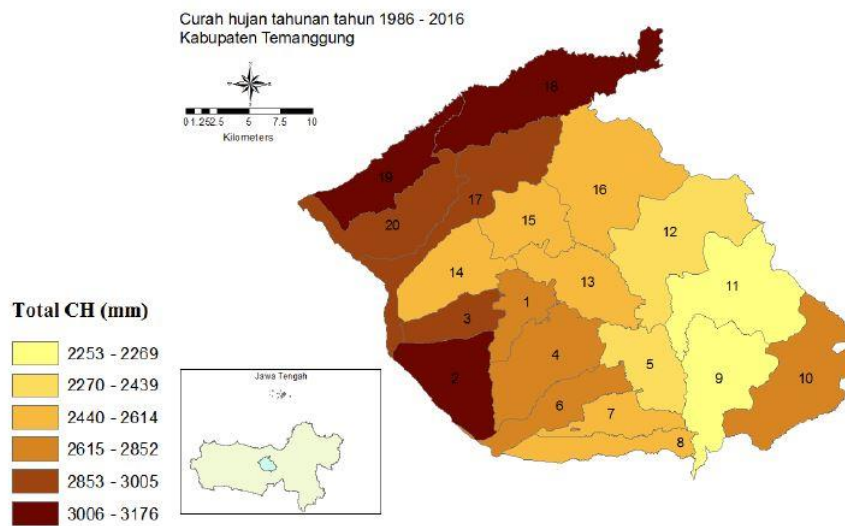 Curah hujan tahunan tahun 1986 - 2016
Kabupaten Temanggung
0 1.252.5 5 7.5 10
Kilometers
18
19
16
17
20
15
12
14
11
13
1
3
4
5
2
9
10
6
7
8
Total CH (mm)
2253 - 2269
2270 - 2439
2440 - 2614
2615 - 2852
2853 - 3005
3006 - 3176
Jawa Tengah